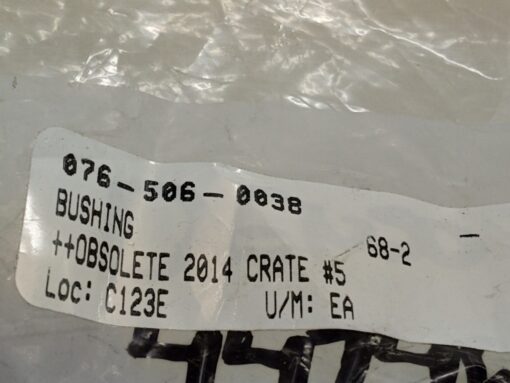 076-506-0038
BUSHING 68-2 -
++OBSOLETE 2014 CRATE #5
Loc: C123E U/M: EA